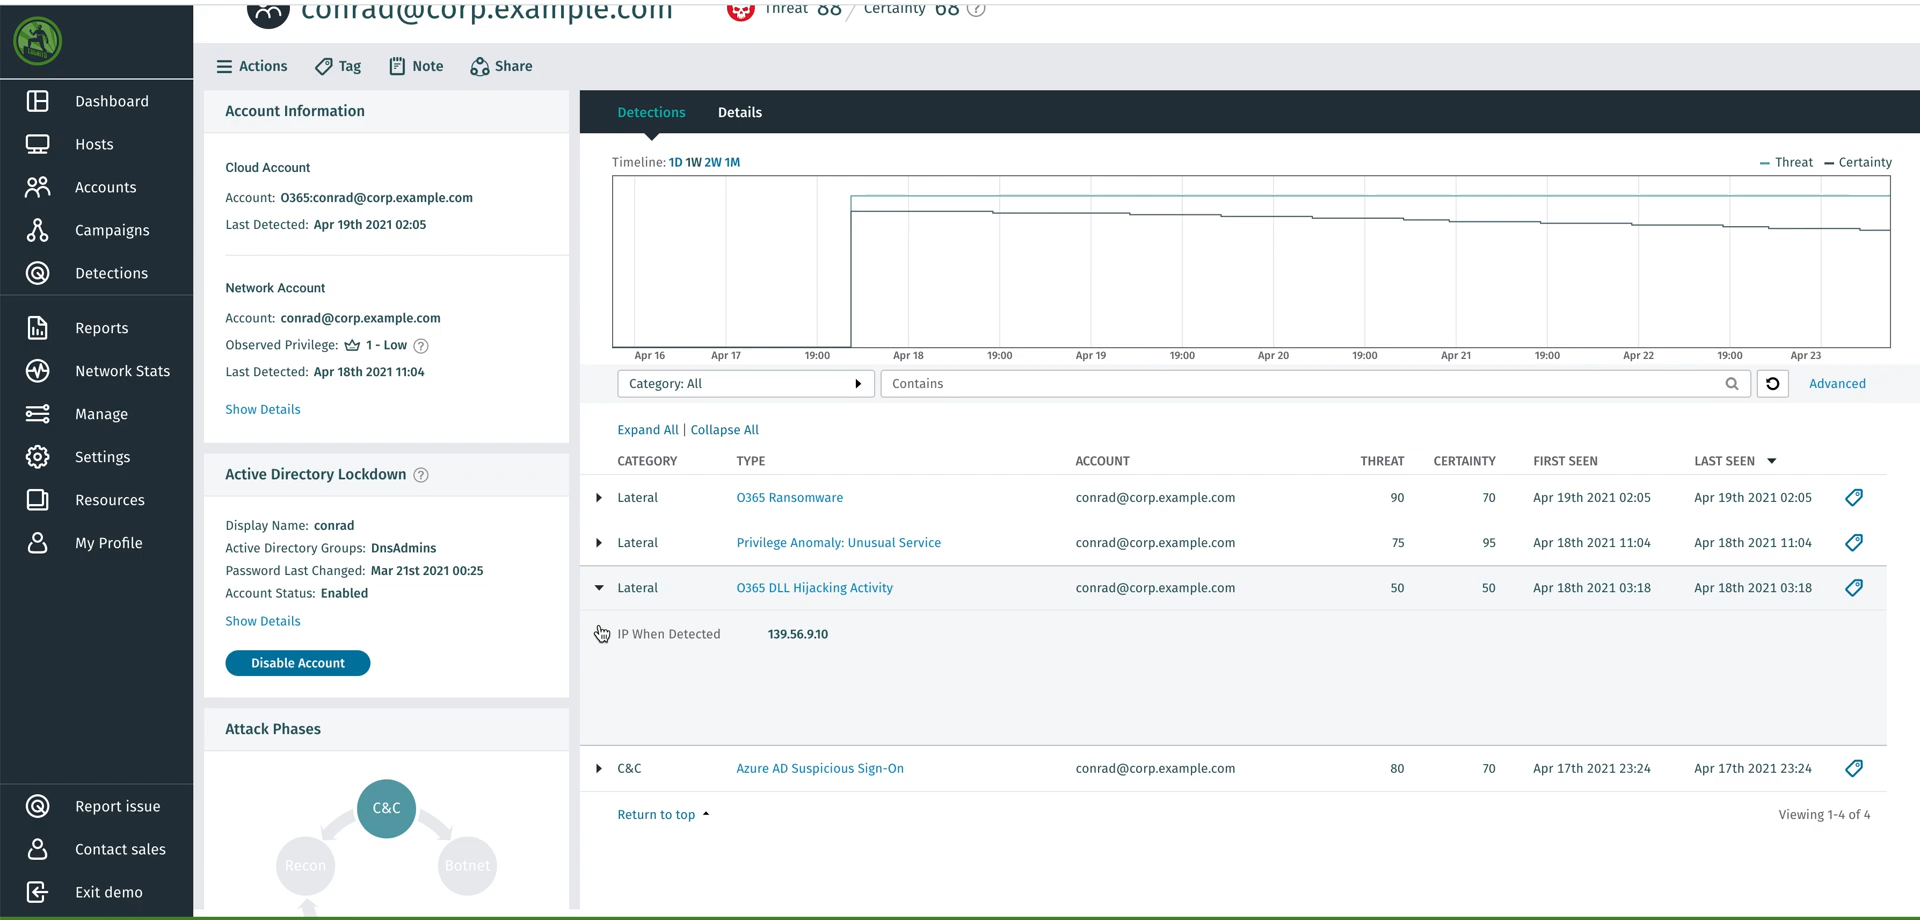 conrad@corp.example.com
Threat 88 / Certainty 68 ?
Actions Tag Note Share
Dashboard
Hosts
Accounts
Campaigns
Detections
Reports
Network Stats
Manage
Settings
Resources
My Profile
Report issue
Contact sales
Exit demo
Account Information
Cloud Account
Account: O365:conrad@corp.example.com
Last Detected: Apr 19th 2021 02:05
Network Account
Account: conrad@corp.example.com
Observed Privilege: 1 - Low ?
Last Detected: Apr 18th 2021 11:04
Show Details
Active Directory Lockdown ?
Display Name: conrad
Active Directory Groups: DnsAdmins
Password Last Changed: Mar 21st 2021 00:25
Account Status: Enabled
Show Details
Disable Account
Attack Phases
C&C
Recon Botnet
Detections Details
Timeline: 1D 1W 2W 1M
Threat Certainty
Apr 16 Apr 17 19:00 Apr 18 19:00 Apr 19 19:00 Apr 20 19:00 Apr 21 19:00 Apr 22 19:00 Apr 23
Category: All Contains Advanced
Expand All | Collapse All
CATEGORY TYPE ACCOUNT THREAT CERTAINTY FIRST SEEN LAST SEEN
Lateral O365 Ransomware conrad@corp.example.com 90 70 Apr 19th 2021 02:05 Apr 19th 2021 02:05
Lateral Privilege Anomaly: Unusual Service conrad@corp.example.com 75 95 Apr 18th 2021 11:04 Apr 18th 2021 11:04
Lateral O365 DLL Hijacking Activity conrad@corp.example.com 50 50 Apr 18th 2021 03:18 Apr 18th 2021 03:18
IP When Detected 139.56.9.10
C&C Azure AD Suspicious Sign-On conrad@corp.example.com 80 70 Apr 17th 2021 23:24 Apr 17th 2021 23:24
Return to top Viewing 1-4 of 4